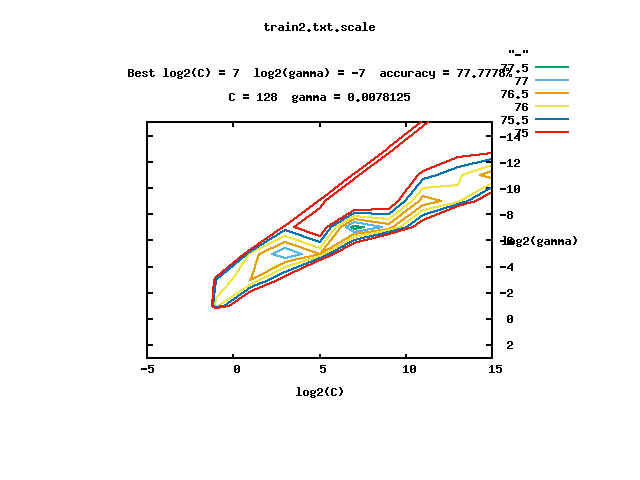 train2.txt.scale
"-"
Best log2(C) = 7 log2(gamma) = -7 accuracy = 77.7778%
77.5
77
C = 128 gamma = 0.0078125
76.5
76
75.5
75
-14
-12
-10
-8
-6
log2(gamma)
-4
-2
0
2
-5 0 5 10 15
log2(C)